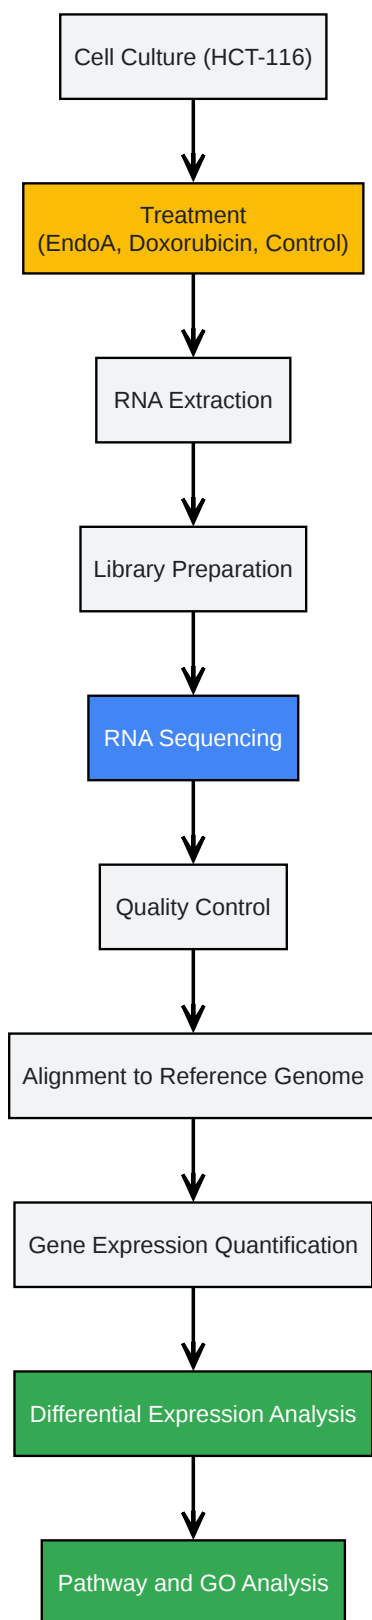 Cell Culture (HCT-116)
Treatment
(EndoA, Doxorubicin, Control)
RNA Extraction
Library Preparation
RNA Sequencing
Quality Control
Alignment to Reference Genome
Gene Expression Quantification
Differential Expression Analysis
Pathway and GO Analysis